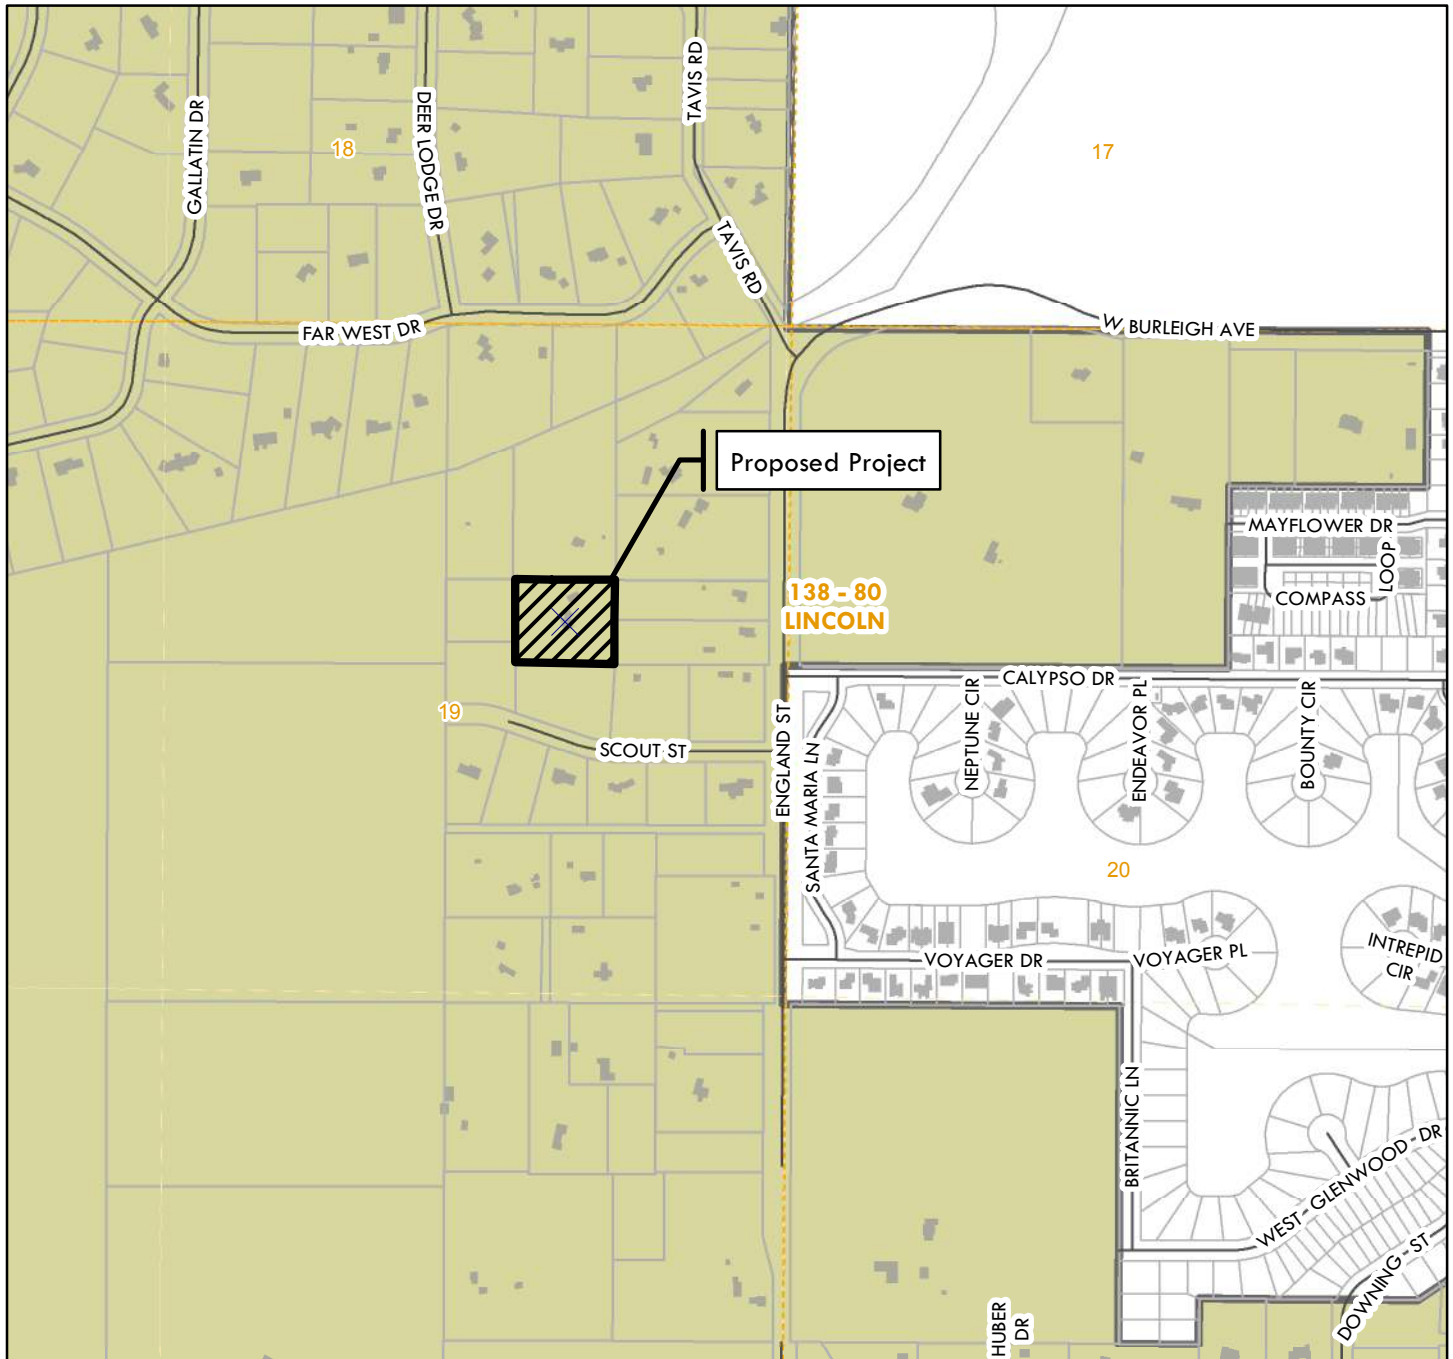 TAVIS RD
GALLATIN DR
DEER LODGE DR
18
17
TAVIS RD
FAR WEST DR
W BURLEIGH AVE
Proposed Project
MAYFLOWER DR
LOOP
COMPASS
138 - 80
LINCOLN
CALYPSO DR
NEPTUNE CIR
ENDEAVOR PL
BOUNTY CIR
19
SCOUT ST
ENGLAND ST
SANTA MARIA LN
20
VOYAGER DR
VOYAGER PL
INTREPID
CIR
BRITANNIC LN
WEST GLENWOOD DR
DOWNING ST
HUBER
DR